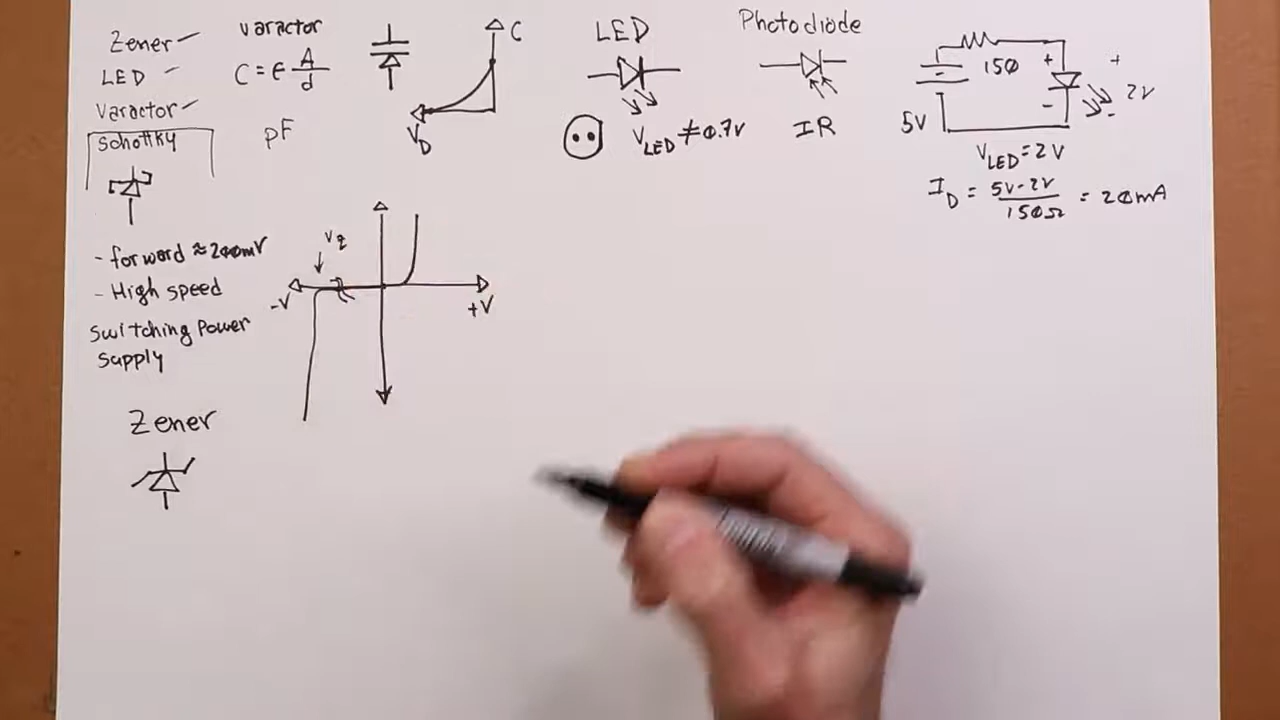 Zener
LED
Varactor
Schottky
- forward ≈ 200mV
- High speed
Switching Power
Supply
Zener
Varactor
C = ϵ A/d
pF
C
V_D
V_z
-V
+V
LED
V_LED ≠ 0.7V
Photodiode
IR
150
+
-
+
2V
-
5V
V_LED = 2V
I_D = 5V-2V/150Ω = 20mA